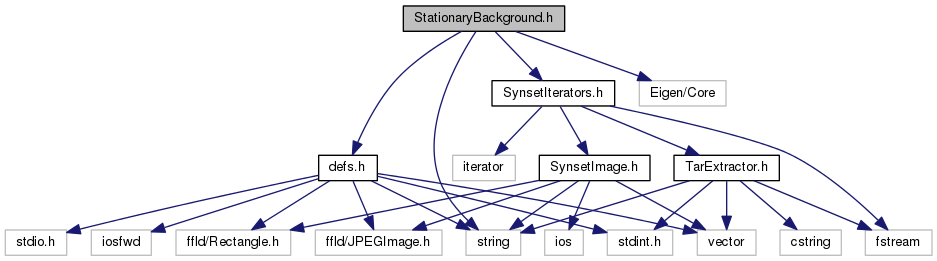 StationaryBackground.h
SynsetIterators.h
Eigen/Core
defs.h
iterator
SynsetImage.h
TarExtractor.h
stdio.h
iosfwd
ffld/Rectangle.h
ffld/JPEGImage.h
string
ios
stdint.h
vector
cstring
fstream